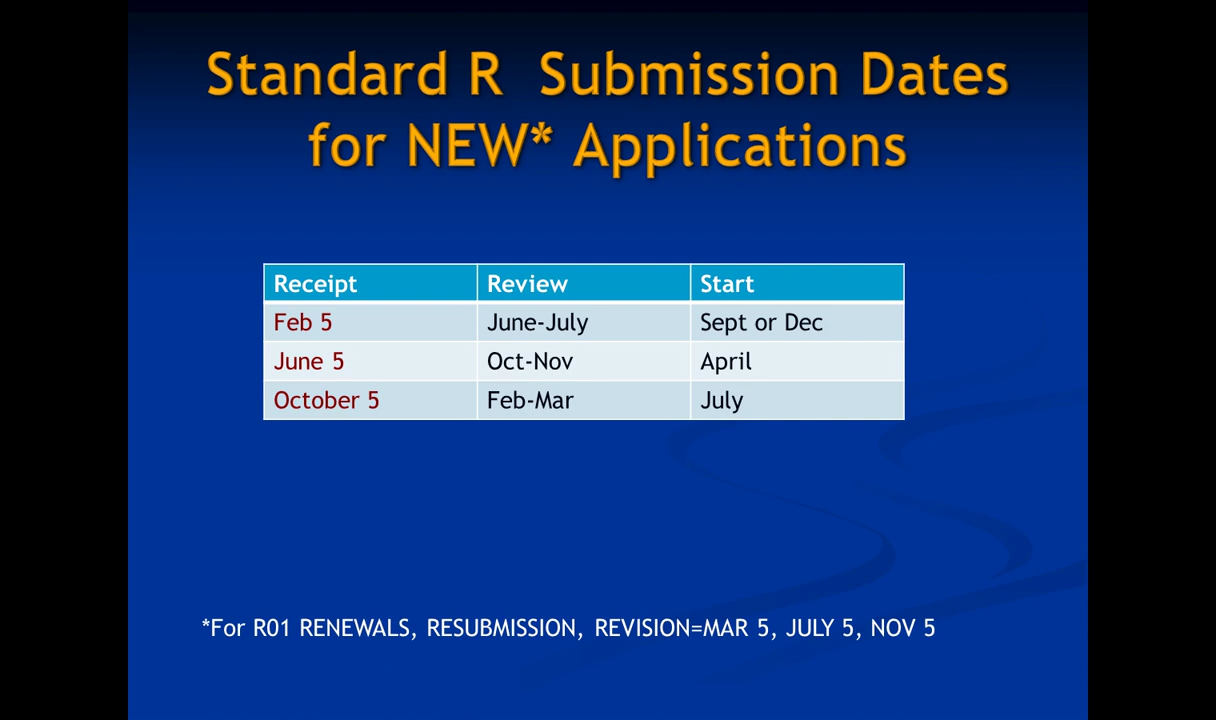 Standard R  Submission Dates
for NEW* Applications
Receipt Review Start
Feb 5 June-July Sept or Dec
June 5 Oct-Nov April
October 5 Feb-Mar July
*For R01 RENEWALS, RESUBMISSION, REVISION=MAR 5, JULY 5, NOV 5